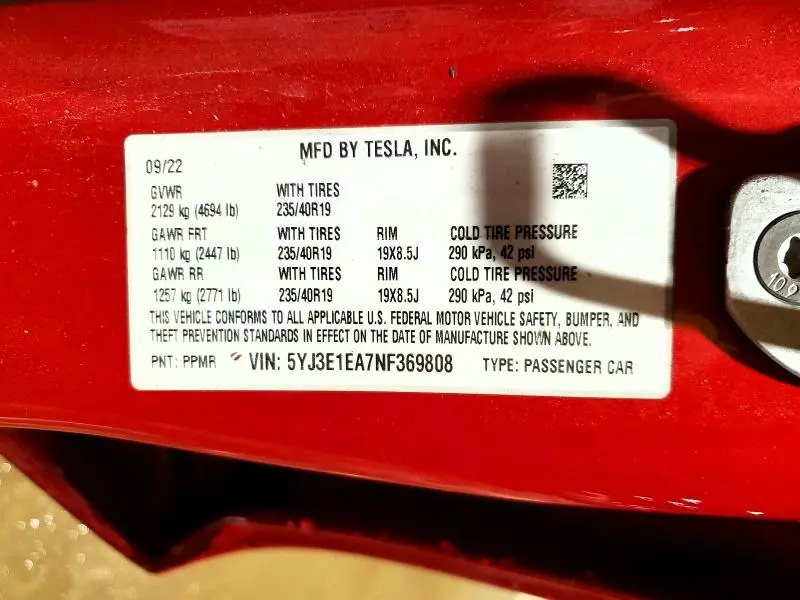 MFD BY TESLA, INC.
09/22
GVWR WITH TIRES
2129 kg (4694 lb) 235/40R19
GAWR FRT WITH TIRES RIM COLD TIRE PRESSURE
1110 kg (2447 lb) 235/40R19 19X8.5J 290 kPa, 42 psi
GAWR RR WITH TIRES RIM COLD TIRE PRESSURE
1257 kg (2771 lb) 235/40R19 19X8.5J 290 kPa, 42 psi
THIS VEHICLE CONFORMS TO ALL APPLICABLE U.S. FEDERAL MOTOR VEHICLE SAFETY, BUMPER, AND
THEFT PREVENTION STANDARDS IN EFFECT ON THE DATE OF MANUFACTURE SHOWN ABOVE.
PNT: PPMR VIN: 5YJ3E1EA7NF369808 TYPE: PASSENGER CAR
10.9